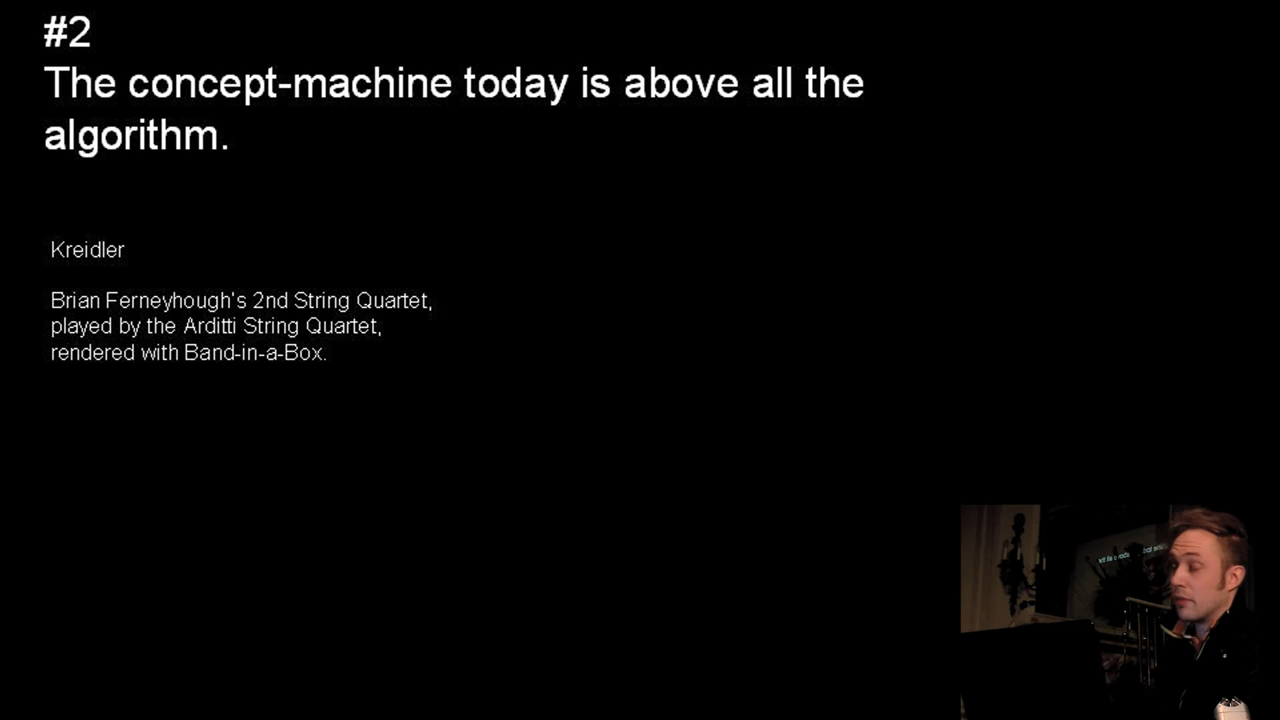 #2
The concept-machine today is above all the
algorithm.
Kreidler
Brian Ferneyhough's 2nd String Quartet,
played by the Arditti String Quartet,
rendered with Band-in-a-Box.